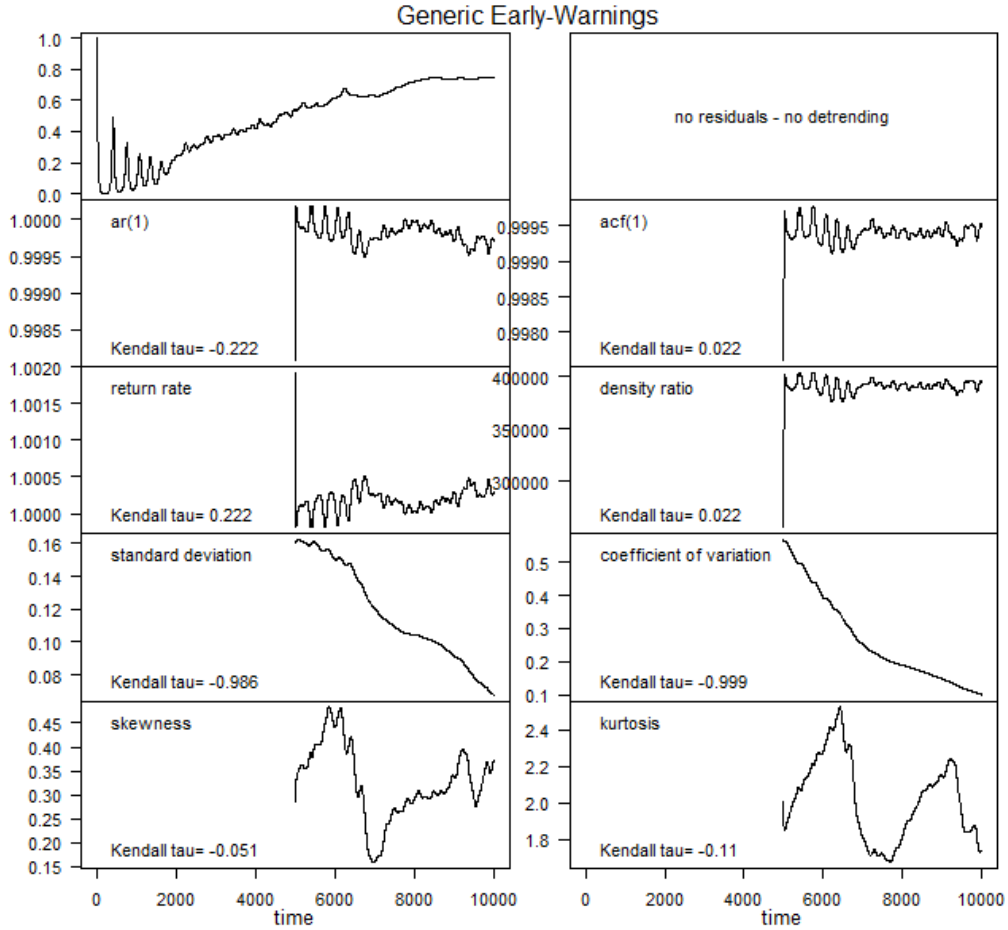 Generic Early-Warnings
1.0
0.8
0.6
0.4
0.2
0.0
no residuals - no detrending
ar(1)
1.0000
0.9995
0.9990
0.9985
Kendall tau= -0.222
acf(1)
0.9995
0.9990
0.9985
0.9980
Kendall tau= 0.022
return rate
1.0020
1.0015
1.0010
1.0005
1.0000
Kendall tau= 0.222
density ratio
400000
350000
300000
Kendall tau= 0.022
standard deviation
0.16
0.14
0.12
0.10
0.08
Kendall tau= -0.986
coefficient of variation
0.5
0.4
0.3
0.2
0.1
Kendall tau= -0.999
skewness
0.45
0.40
0.35
0.30
0.25
0.20
0.15
Kendall tau= -0.051
kurtosis
2.4
2.2
2.0
1.8
Kendall tau= -0.11
0 2000 4000 6000 8000 10000
time
0 2000 4000 6000 8000 10000
time